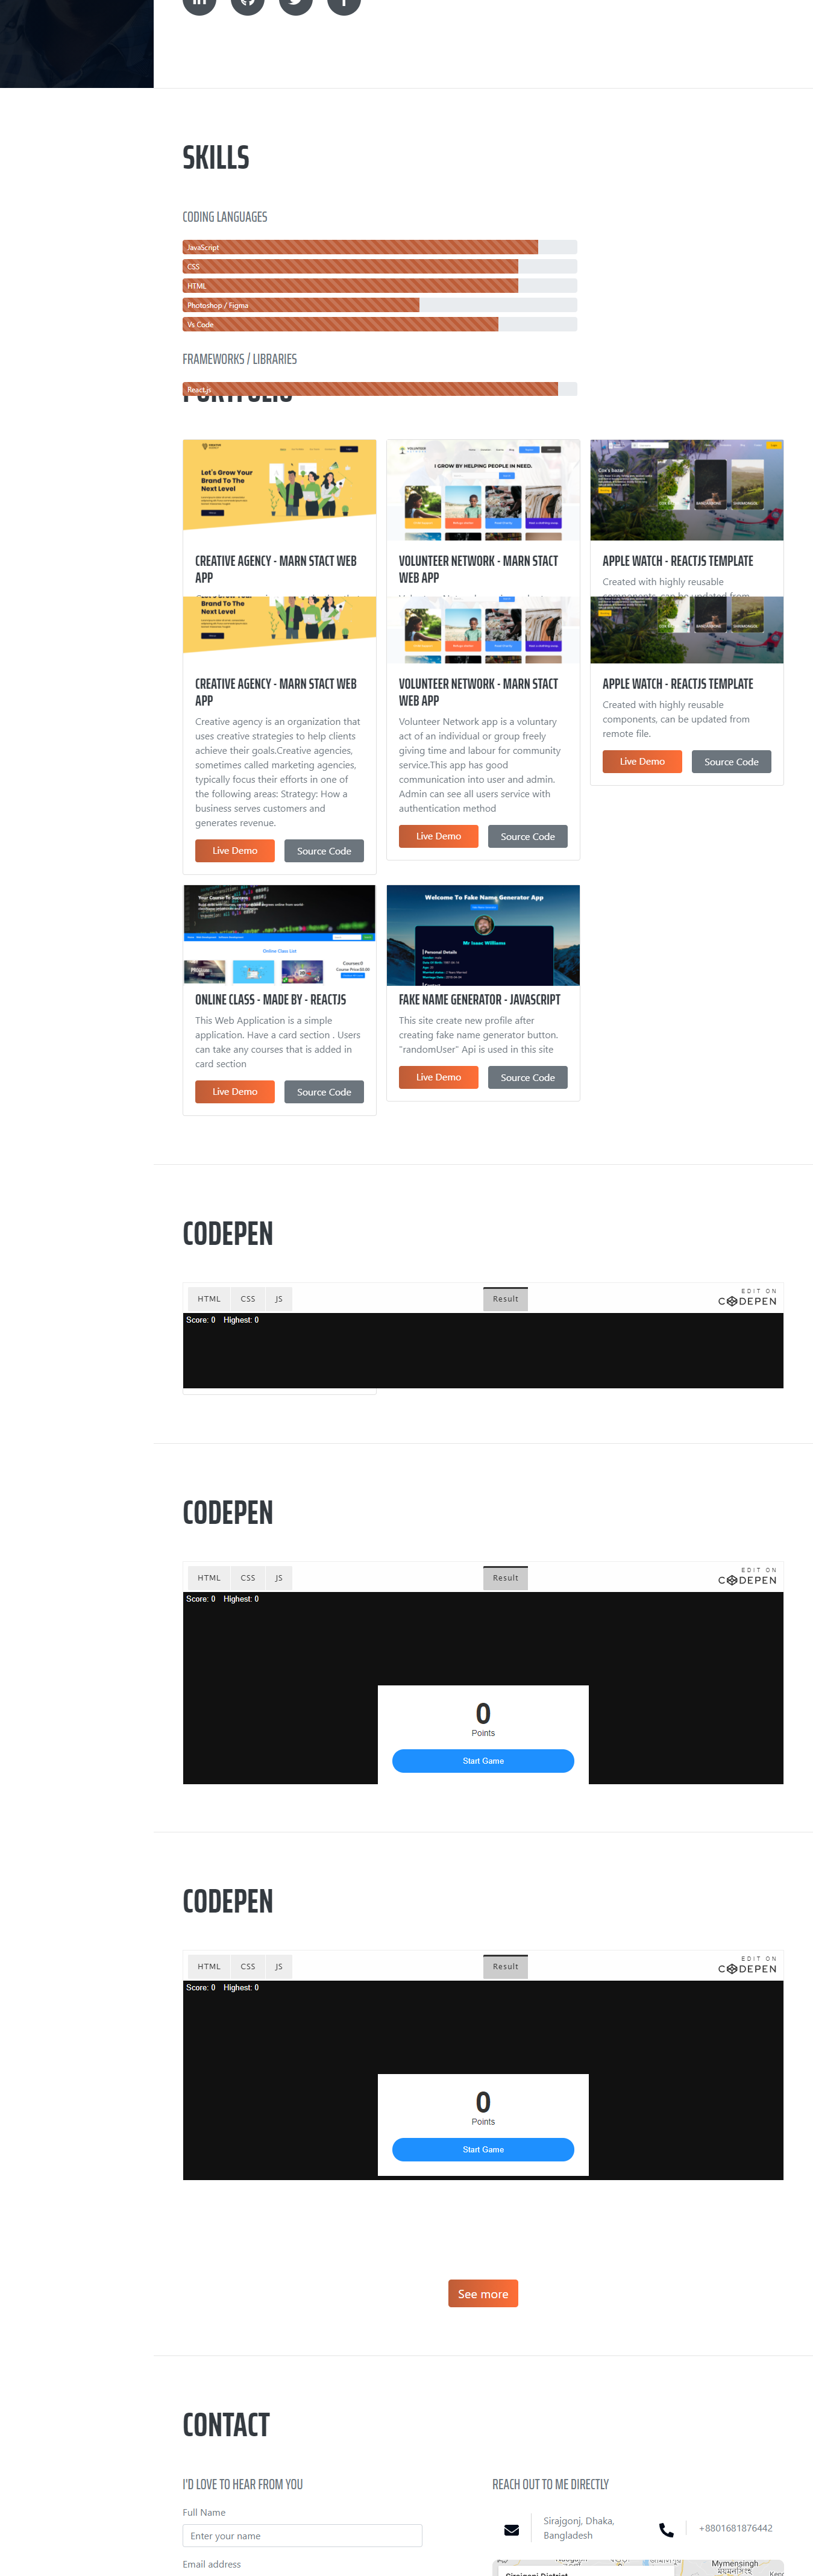 SKILLS
CODING LANGUAGES
JavaScript
CSS
HTML
Photoshop / Figma
Vs Code
FRAMEWORKS / LIBRARIES
React.js
PORTFOLIO
Let's Grow Your
Brand To The
Next Level
I GROW BY HELPING PEOPLE IN NEED.
Cox's bazar
CREATIVE AGENCY - MARN STACT WEB
APP
VOLUNTEER NETWORK - MARN STACT
WEB APP
APPLE WATCH - REACTJS TEMPLATE
Created with highly reusable
components, can be updated from
Brand To The
Next Level
CREATIVE AGENCY - MARN STACT WEB
APP
Creative agency is an organization that
uses creative strategies to help clients
achieve their goals.Creative agencies,
sometimes called marketing agencies,
typically focus their efforts in one of
the following areas: Strategy: How a
business serves customers and
generates revenue.
Live Demo
Source Code
VOLUNTEER NETWORK - MARN STACT
WEB APP
Volunteer Network app is a voluntary
act of an individual or group freely
giving time and labour for community
service.This app has good
communication into user and admin.
Admin can see all users service with
authentication method
Live Demo
Source Code
APPLE WATCH - REACTJS TEMPLATE
Created with highly reusable
components, can be updated from
remote file.
Live Demo
Source Code
Your Course To Success
Online Class List
ONLINE CLASS - MADE BY - REACTJS
This Web Application is a simple
application. Have a card section . Users
can take any courses that is added in
card section
Live Demo
Source Code
Welcome To Fake Name Generator App
Mr Isaac Williams
Personal Details
FAKE NAME GENERATOR - JAVASCRIPT
This site create new profile after
creating fake name generator button.
"randomUser" Api is used in this site
Live Demo
Source Code
CODEPEN
HTML CSS JS
Result
EDIT ON
CODEPEN
Score: 0 Highest: 0
CODEPEN
HTML CSS JS
Result
EDIT ON
CODEPEN
Score: 0 Highest: 0
0
Points
Start Game
CODEPEN
HTML CSS JS
Result
EDIT ON
CODEPEN
Score: 0 Highest: 0
0
Points
Start Game
See more
CONTACT
I'D LOVE TO HEAR FROM YOU
Full Name
Enter your name
Email address
REACH OUT TO ME DIRECTLY
Sirajgonj, Dhaka,
Bangladesh
+8801681876442
Mymensingh